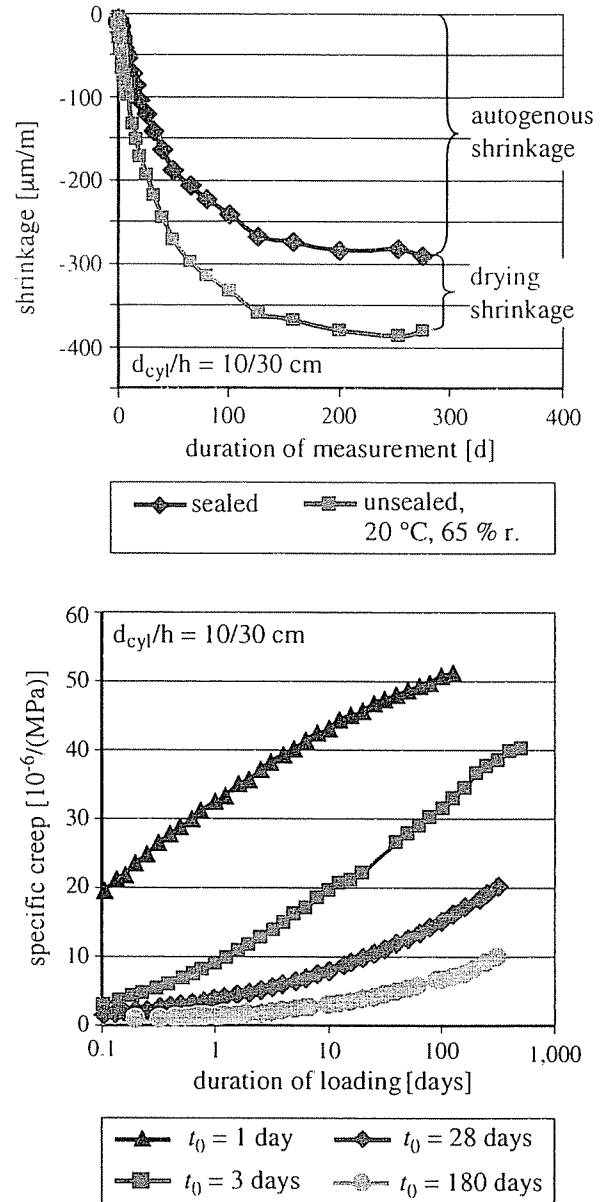 0
-100
-200
-300
-400
shrinkage [μm/m]
autogenous
shrinkage
drying
shrinkage
d_cyl/h = 10/30 cm
0 100 200 300 400
duration of measurement [d]
sealed
unsealed,
20 °C, 65 % r.
60
50
40
30
20
10
0
specific creep [10⁻⁶/(MPa)]
d_cyl/h = 10/30 cm
0.1 1 10 100 1,000
duration of loading [days]
t₀ = 1 day
t₀ = 28 days
t₀ = 3 days
t₀ = 180 days